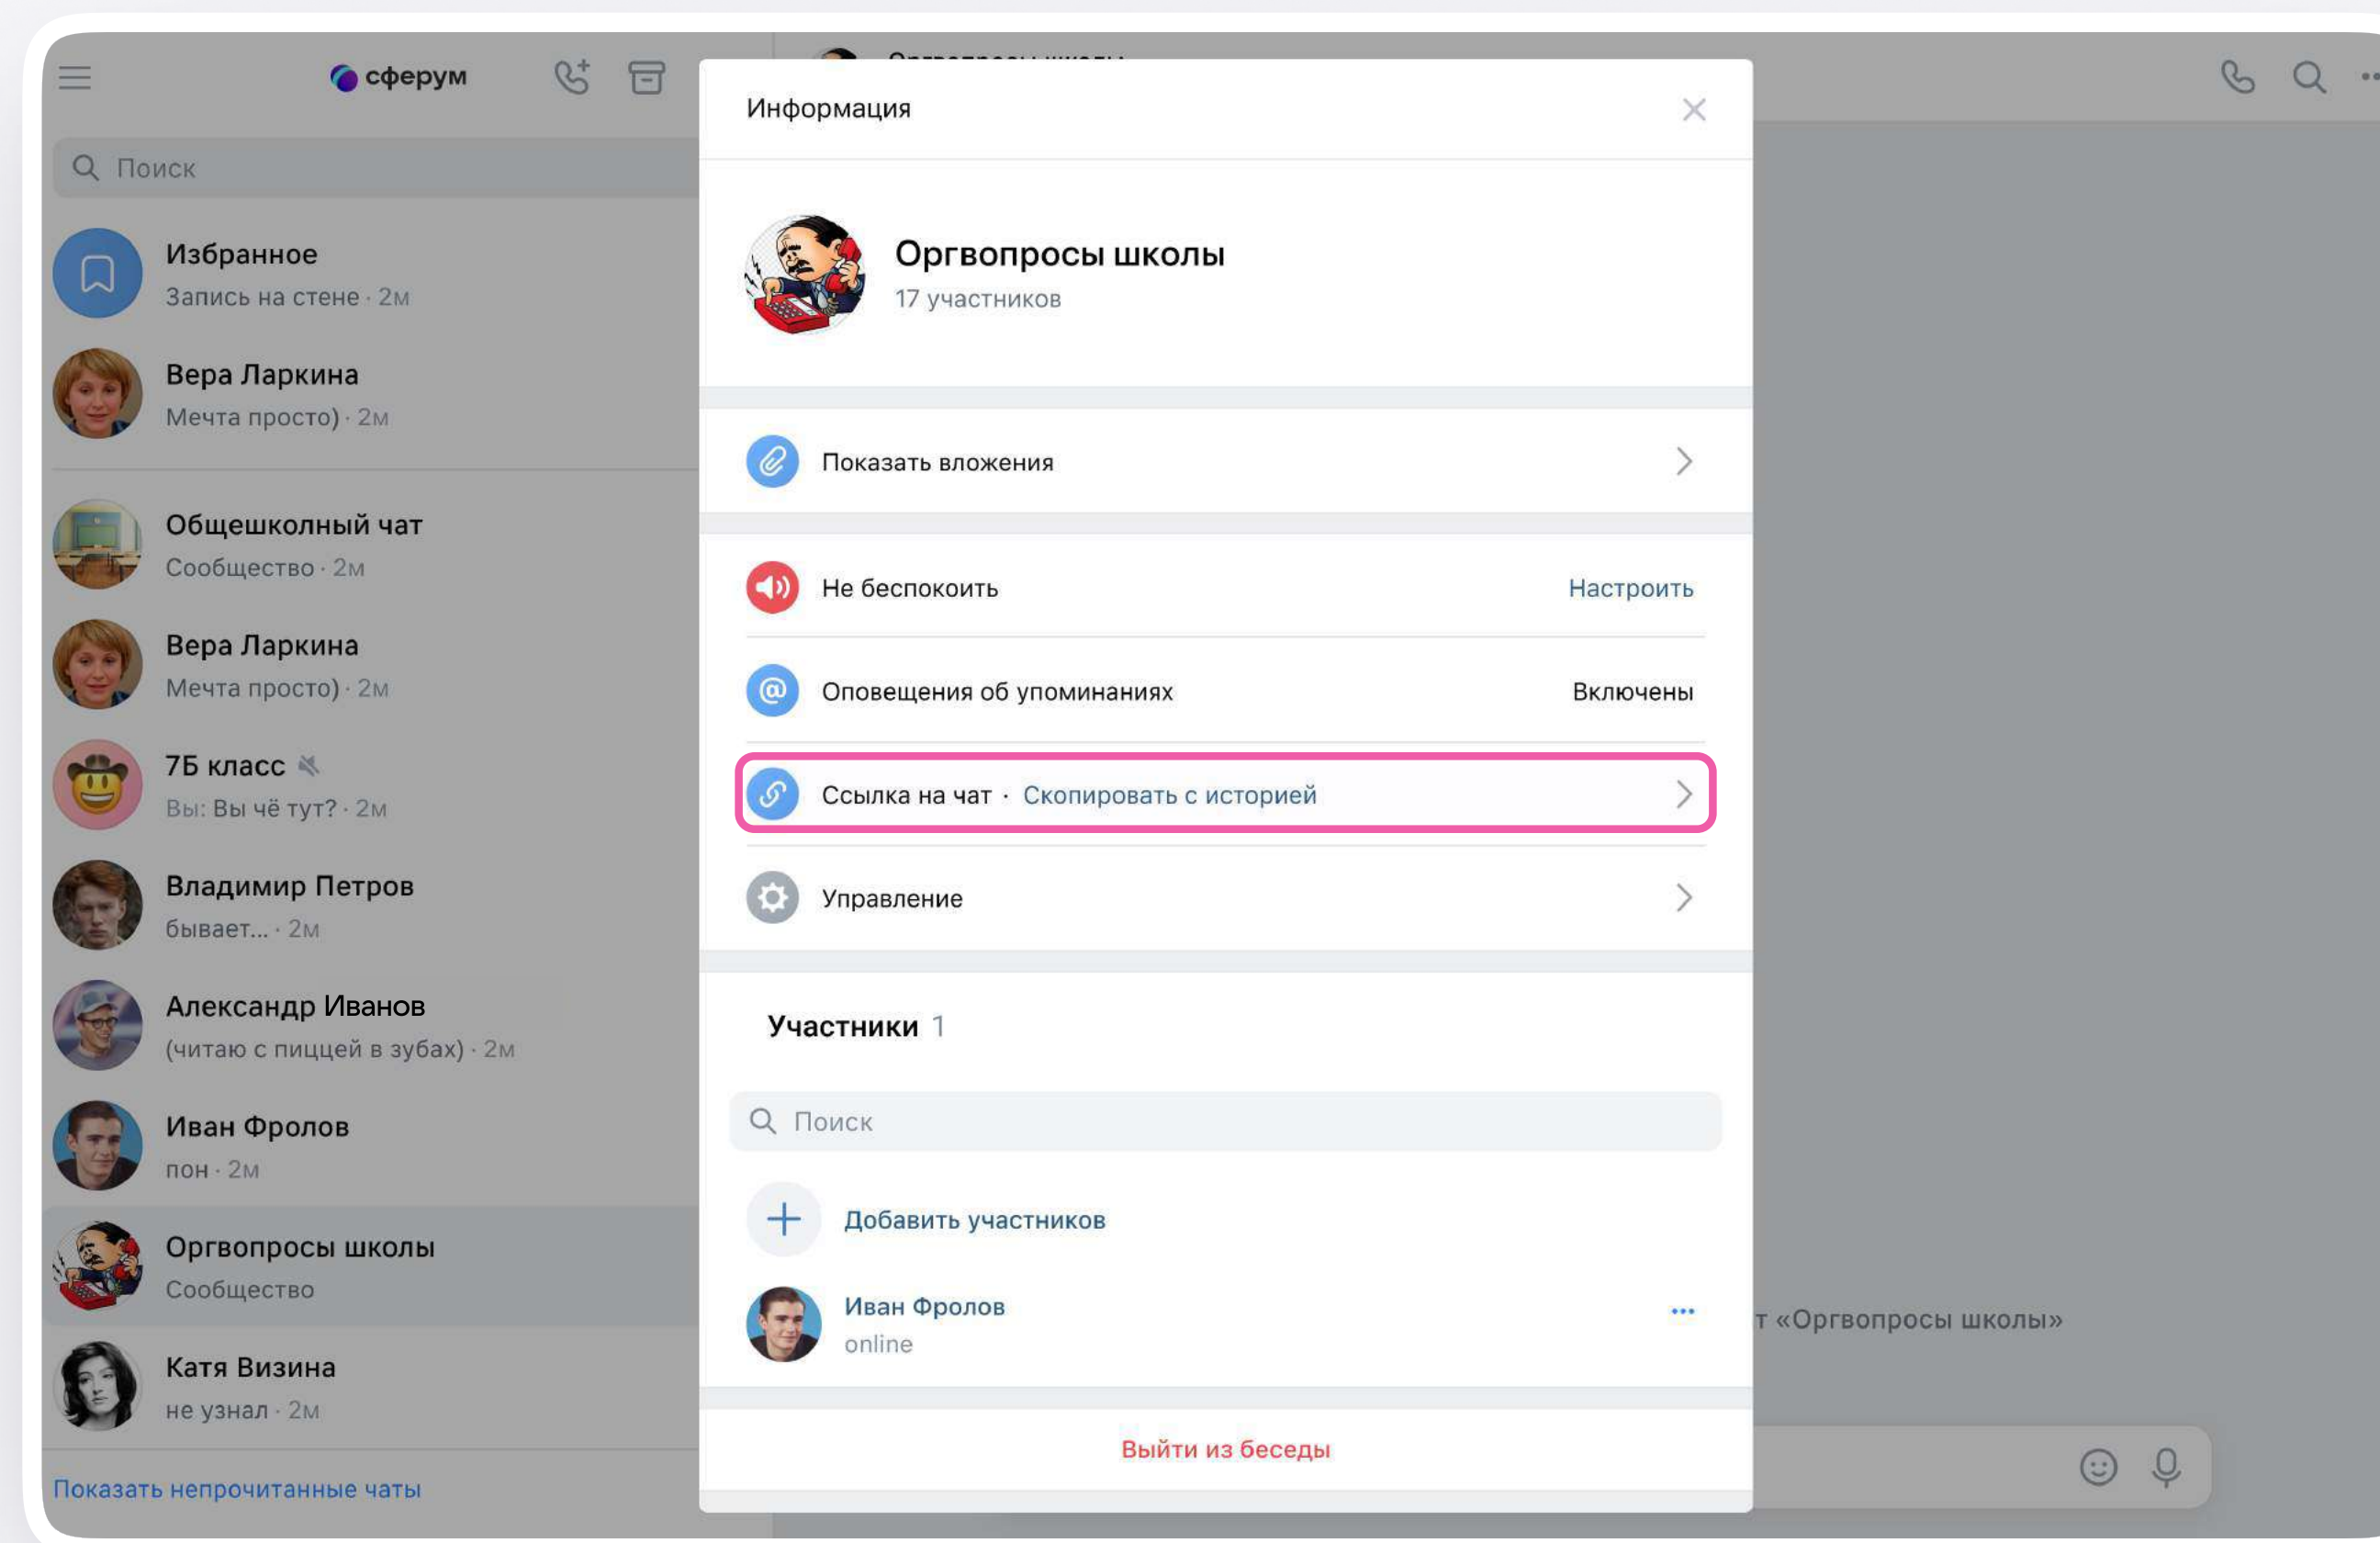 сферум
Поиск
Избранное
Запись на стене · 2м
Вера Ларкина
Мечта просто) · 2м
Общешколный чат
Сообщество · 2м
Вера Ларкина
Мечта просто) · 2м
7Б класс
Вы: Вы чё тут? · 2м
Владимир Петров
бывает... · 2м
Александр Иванов
(читаю с пиццей в зубах) · 2м
Иван Фролов
пон · 2м
Оргвопросы школы
Сообщество
Катя Визина
не узнал · 2м
Показать непрочитанные чаты
Оргвопросы школы
Информация
Оргвопросы школы
17 участников
Показать вложения
Не беспокоить Настроить
Оповещения об упоминаниях Включены
Ссылка на чат · Скопировать с историей
Управление
Участники 1
Поиск
Добавить участников
Иван Фролов
online
Выйти из беседы
т «Оргвопросы школы»